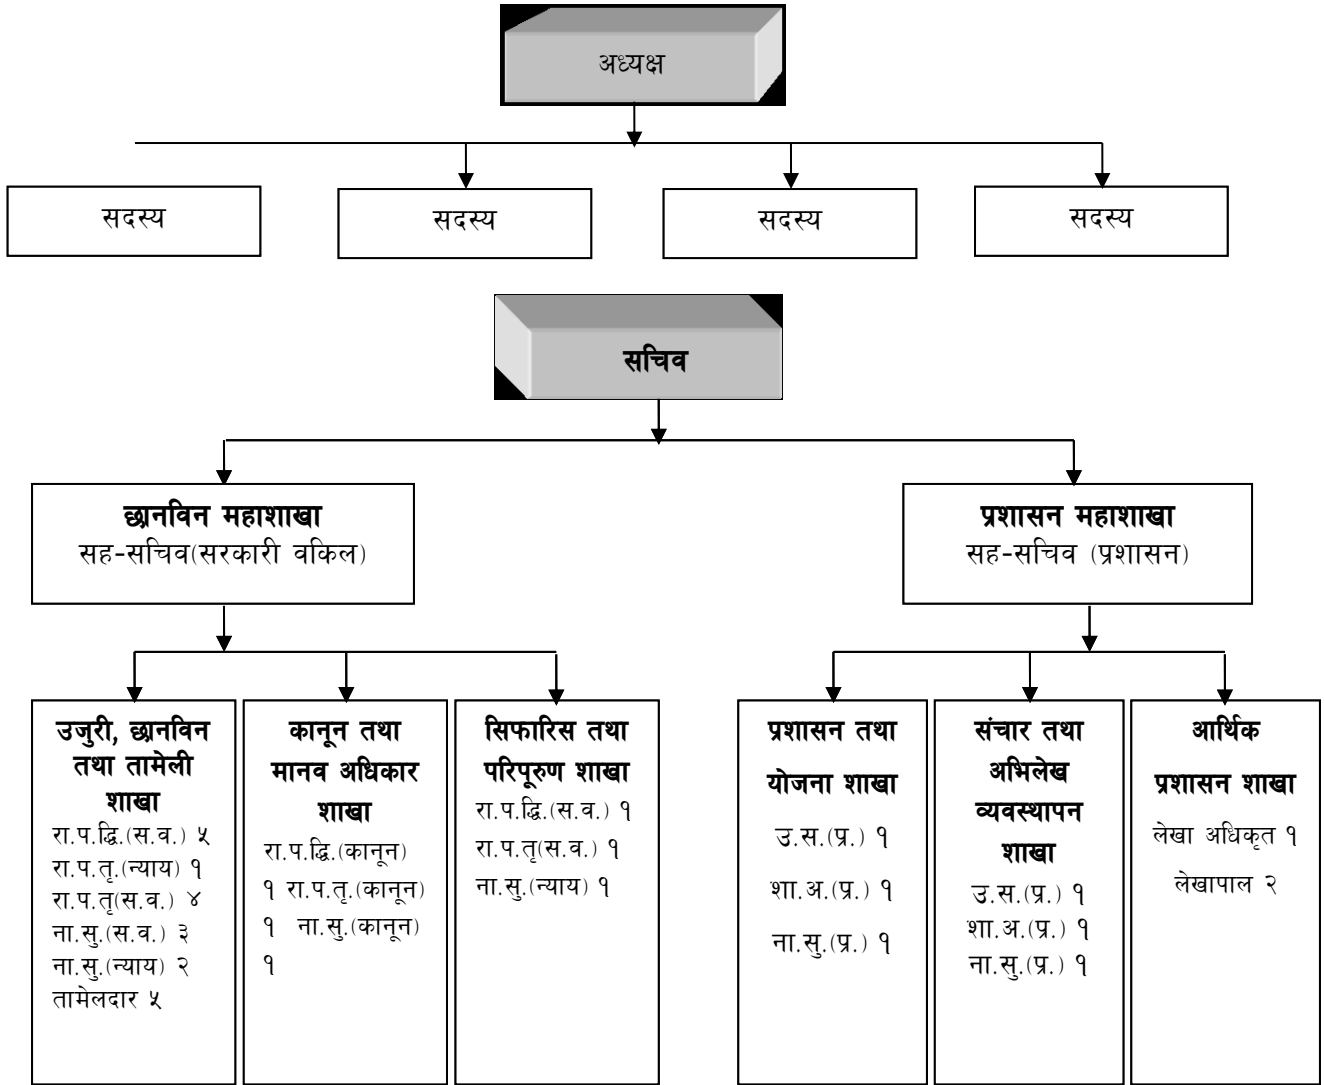 अध्यक्ष
सदस्य
सदस्य
सदस्य
सदस्य
सचिव
छानविन महाशाखा
सह-सचिव(सरकारी वकिल)
प्रशासन महाशाखा
सह-सचिव (प्रशासन)
उजुरी, छानविन
तथा तामेली
शाखा
रा.प.द्वि.(स.व.) ५
रा.प.तृ.(न्याय) १
रा.प.तृ(स.व.) ४
ना.सु.(स.व.) ३
ना.सु.(न्याय) २
तामेलदार ५
कानून तथा
मानव अधिकार
शाखा
रा.प.द्वि.(कानून)
१ रा.प.तृ.(कानून)
१ ना.सु.(कानून)
१
सिफारिस तथा
परिपूरुण शाखा
रा.प.द्वि.(स.व.) १
रा.प.तृ(स.व.) १
ना.सु.(न्याय) १
प्रशासन तथा
योजना शाखा
उ.स.(प्र.) १
शा.अ.(प्र.) १
ना.सु.(प्र.) १
संचार तथा
अभिलेख
व्यवस्थापन
शाखा
उ.स.(प्र.) १
शा.अ.(प्र.) १
ना.सु.(प्र.) १
आर्थिक
प्रशासन शाखा
लेखा अधिकृत १
लेखापाल २